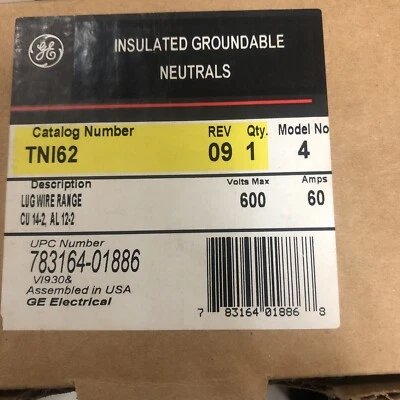 GE
INSULATED GROUNDABLE
NEUTRALS
Catalog Number REV Qty. Model No
TNI62 09 1 4
Description Volts Max Amps
LUG WIRE RANGE 600 60
CU 14-2, AL 12-2
UPC Number
783164-01886
VI930&
Assembled in USA
GE Electrical
7 83164 01886 8